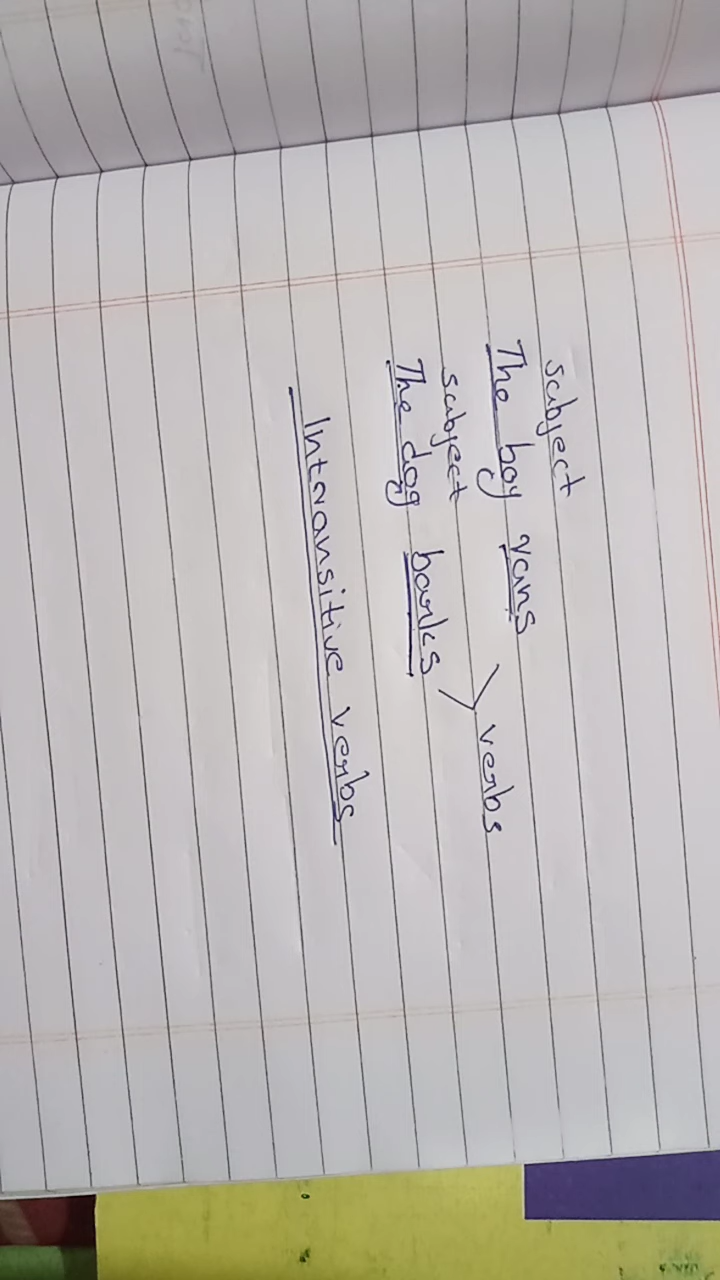 subject
The boy runs
subject > verbs
The dog barks
Intransitive verbs